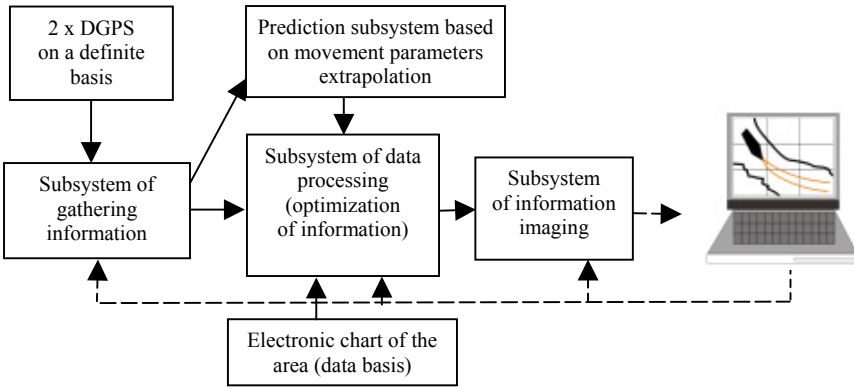 2 x DGPS
on a definite
basis
Prediction subsystem based
on movement parameters
extrapolation
Subsystem of
gathering
information
Subsystem of data
processing
(optimization
of information)
Subsystem
of information
imaging
Electronic chart of the
area (data basis)